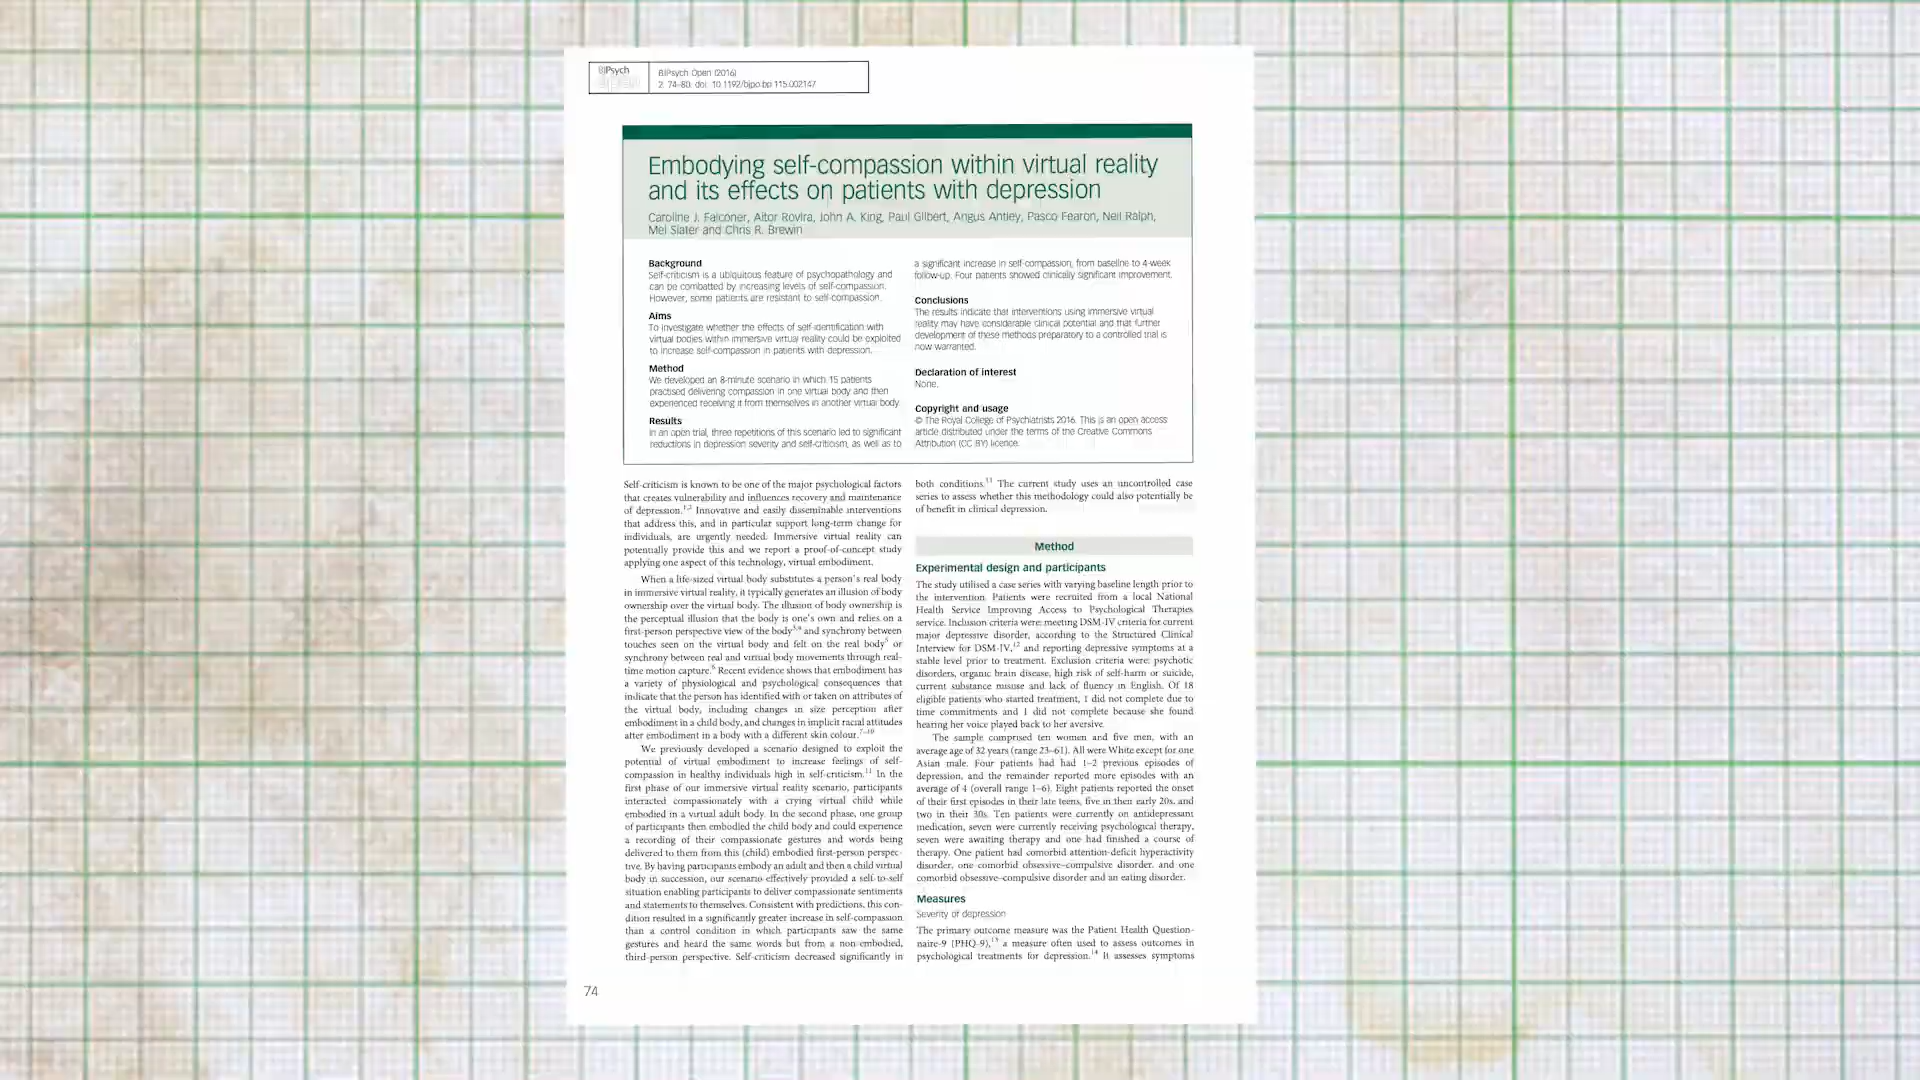 BJPsych
open
BJPsych Open (2016)
2, 74–80. doi: 10.1192/bjpo.bp.115.002147
Embodying self-compassion within virtual reality
and its effects on patients with depression
Caroline J. Falconer, Aitor Rovira, John A. King, Paul Gilbert, Angus Antley, Pasco Fearon, Neil Ralph,
Mel Slater and Chris R. Brewin
Background
Self-criticism is a ubiquitous feature of psychopathology and
can be combatted by increasing levels of self-compassion.
However, some patients are resistant to self-compassion.
Aims
To investigate whether the effects of self-identification with
virtual bodies within immersive virtual reality could be exploited
to increase self-compassion in patients with depression.
Method
We developed an 8-minute scenario in which 15 patients
practised delivering compassion in one virtual body and then
experienced receiving it from themselves in another virtual body.
Results
In an open trial, three repetitions of this scenario led to significant
reductions in depression severity and self-criticism, as well as to
a significant increase in self-compassion, from baseline to 4-week
follow-up. Four patients showed clinically significant improvement.
Conclusions
The results indicate that interventions using immersive virtual
reality may have considerable clinical potential and that further
development of these methods preparatory to a controlled trial is
now warranted.
Declaration of interest
None.
Copyright and usage
© The Royal College of Psychiatrists 2016. This is an open access
article distributed under the terms of the Creative Commons
Attribution (CC BY) licence.
Self-criticism is known to be one of the major psychological factors
that creates vulnerability and influences recovery and maintenance
of depression.1,2 Innovative and easily disseminable interventions
that address this, and in particular support long-term change for
individuals, are urgently needed. Immersive virtual reality can
potentially provide this and we report a proof-of-concept study
applying one aspect of this technology, virtual embodiment.
When a life-sized virtual body substitutes a person's real body
in immersive virtual reality, it typically generates an illusion of body
ownership over the virtual body. The illusion of body ownership is
the perceptual illusion that the body is one's own and relies on a
first-person perspective view of the body3,4 and synchrony between
touches seen on the virtual body and felt on the real body5 or
synchrony between real and virtual body movements through real-
time motion capture.6 Recent evidence shows that embodiment has
a variety of physiological and psychological consequences that
indicate that the person has identified with or taken on attributes of
the virtual body, including changes in size perception after
embodiment in a child body, and changes in implicit racial attitudes
after embodiment in a body with a different skin colour.7–10
We previously developed a scenario designed to exploit the
potential of virtual embodiment to increase feelings of self-
compassion in healthy individuals high in self-criticism.11 In the
first phase of our immersive virtual reality scenario, participants
interacted compassionately with a crying virtual child while
embodied in a virtual adult body. In the second phase, one group
of participants then embodied the child body and could experience
a recording of their compassionate gestures and words being
delivered to them from this (child) embodied first-person perspec-
tive. By having participants embody an adult and then a child virtual
body in succession, our scenario effectively provided a self-to-self
situation enabling participants to deliver compassionate sentiments
and statements to themselves. Consistent with predictions, this con-
dition resulted in a significantly greater increase in self-compassion
than a control condition in which participants saw the same
gestures and heard the same words but from a non-embodied,
third-person perspective. Self-criticism decreased significantly in
both conditions.11 The current study uses an uncontrolled case
series to assess whether this methodology could also potentially be
of benefit in clinical depression.
Method
Experimental design and participants
The study utilised a case series with varying baseline length prior to
the intervention. Patients were recruited from a local National
Health Service Improving Access to Psychological Therapies
service. Inclusion criteria were: meeting DSM-IV criteria for current
major depressive disorder, according to the Structured Clinical
Interview for DSM-IV,12 and reporting depressive symptoms at a
stable level prior to treatment. Exclusion criteria were: psychotic
disorders, organic brain disease, high risk of self-harm or suicide,
current substance misuse and lack of fluency in English. Of 18
eligible patients who started treatment, 1 did not complete due to
time commitments and 1 did not complete because she found
hearing her voice played back to her aversive.
The sample comprised ten women and five men, with an
average age of 32 years (range 23–61). All were White except for one
Asian male. Four patients had had 1–2 previous episodes of
depression, and the remainder reported more episodes with an
average of 4 (overall range 1–6). Eight patients reported the onset
of their first episodes in their late teens, five in their early 20s, and
two in their 30s. Ten patients were currently on antidepressant
medication, seven were currently receiving psychological therapy,
seven were awaiting therapy and one had finished a course of
therapy. One patient had comorbid attention-deficit hyperactivity
disorder, one comorbid obsessive–compulsive disorder, and one
comorbid obsessive–compulsive disorder and an eating disorder.
Measures
Severity of depression
The primary outcome measure was the Patient Health Question-
naire-9 (PHQ-9),13 a measure often used to assess outcomes in
psychological treatments for depression.14 It assesses symptoms
74